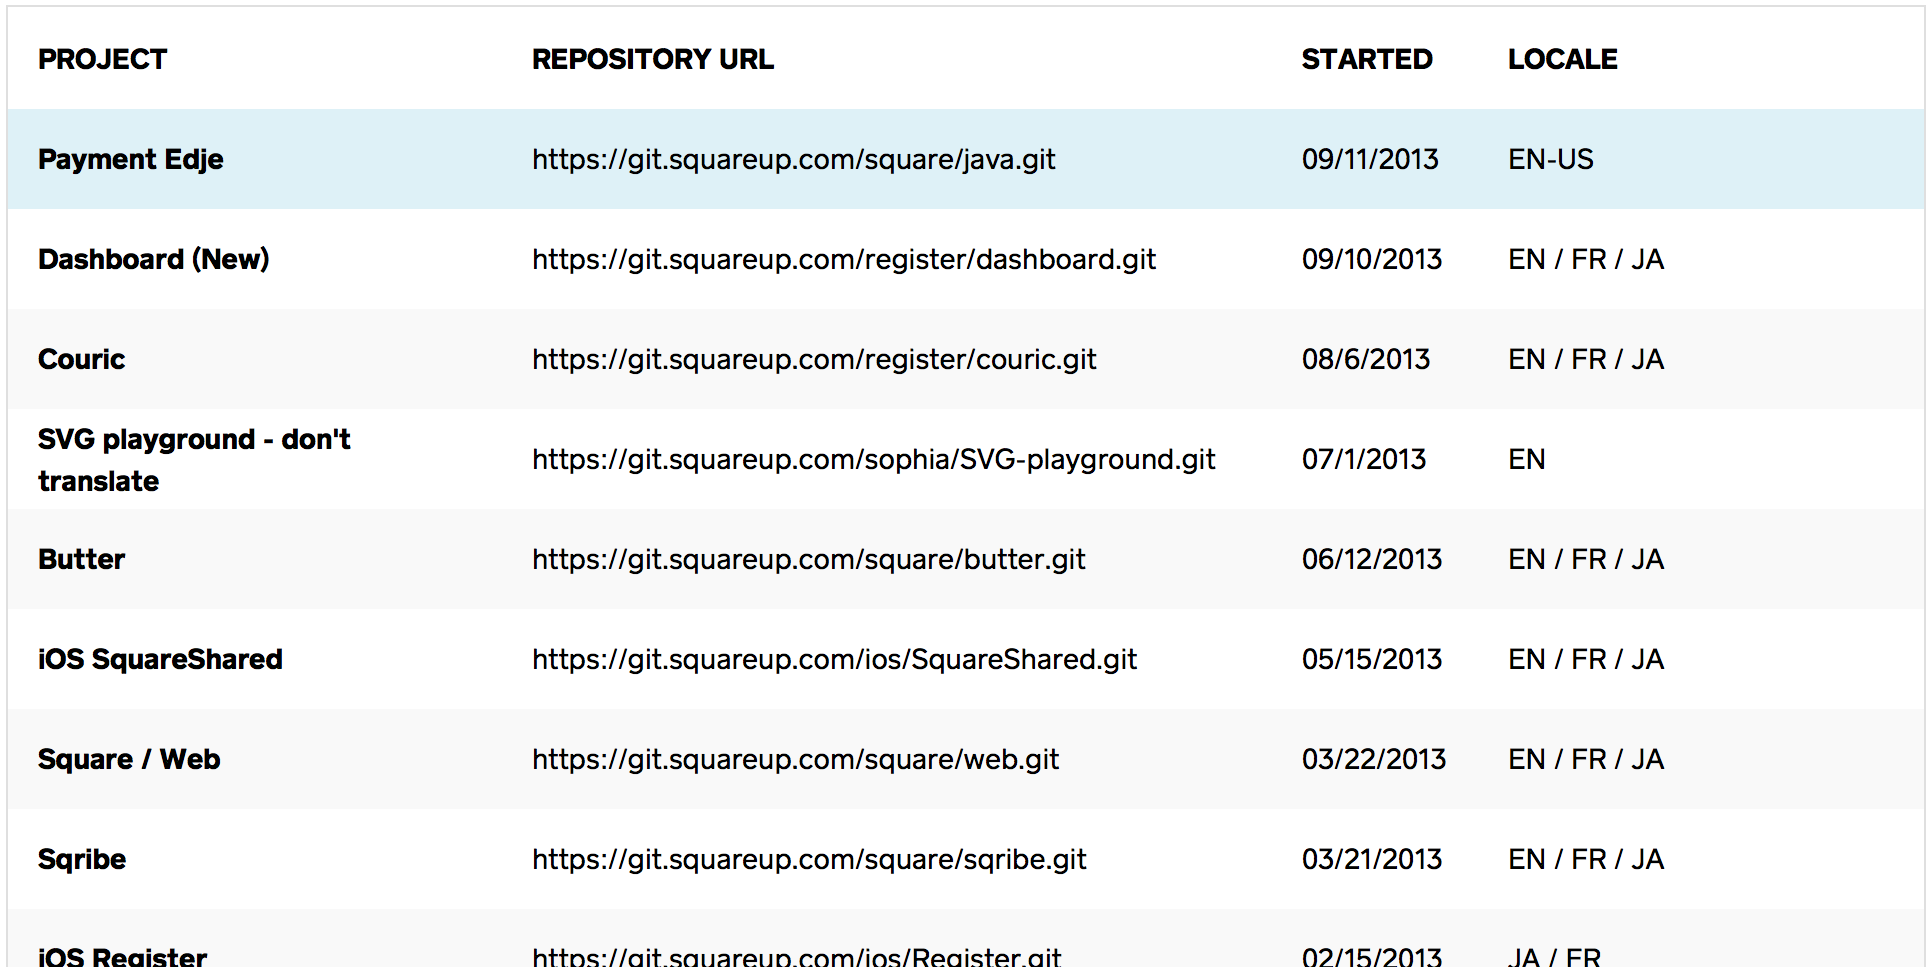 PROJECT REPOSITORY URL STARTED LOCALE
Payment Edje https://git.squareup.com/square/java.git 09/11/2013 EN-US
Dashboard (New) https://git.squareup.com/register/dashboard.git 09/10/2013 EN / FR / JA
Couric https://git.squareup.com/register/couric.git 08/6/2013 EN / FR / JA
SVG playground - don't
translate https://git.squareup.com/sophia/SVG-playground.git 07/1/2013 EN
Butter https://git.squareup.com/square/butter.git 06/12/2013 EN / FR / JA
iOS SquareShared https://git.squareup.com/ios/SquareShared.git 05/15/2013 EN / FR / JA
Square / Web https://git.squareup.com/square/web.git 03/22/2013 EN / FR / JA
Sqribe https://git.squareup.com/square/sqribe.git 03/21/2013 EN / FR / JA
iOS Register https://git.squareup.com/ios/Register.git 02/15/2013 JA / FR